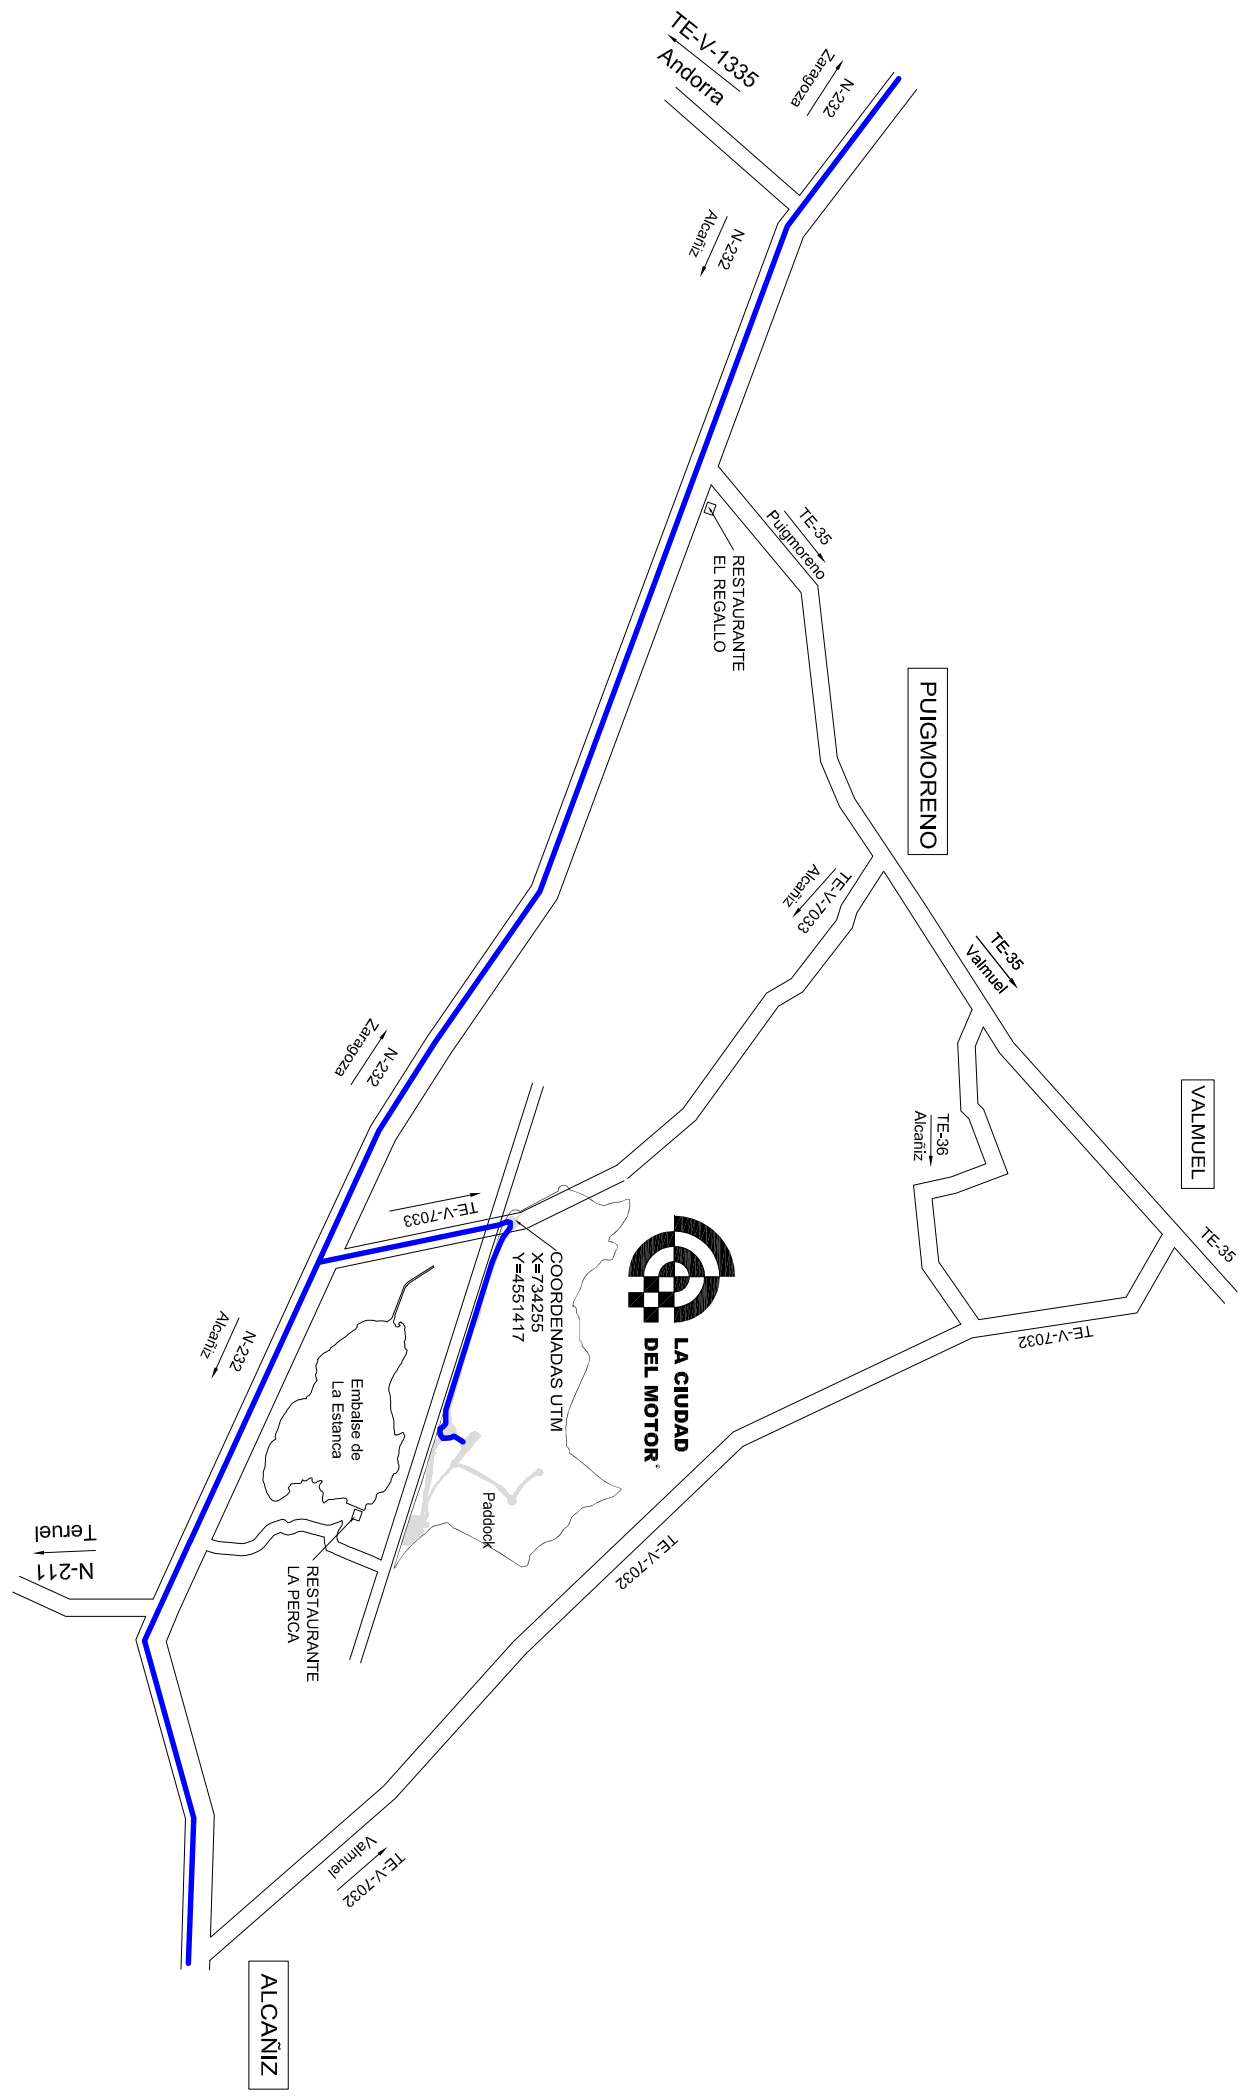 TE-V-1335
Andorra
N-232
Zaragoza
N-232
Alcañiz
TE-35
Puigmoreno
RESTAURANTE
EL REGALLO
PUIGMORENO
TE-V-7033
Alcañiz
TE-35
Valmuel
VALMUEL
TE-36
Alcañiz
TE-35
N-232
Zaragoza
TE-V-7033
COORDENADAS UTM
X=734255
Y=4551417
LA CIUDAD
DEL MOTOR
TE-V-7032
N-232
Alcañiz
Embalse de
La Estanca
Paddock
TE-V-7032
Teruel
N-211
RESTAURANTE
LA PERCA
TE-V-7032
Valmuel
ALCAÑIZ